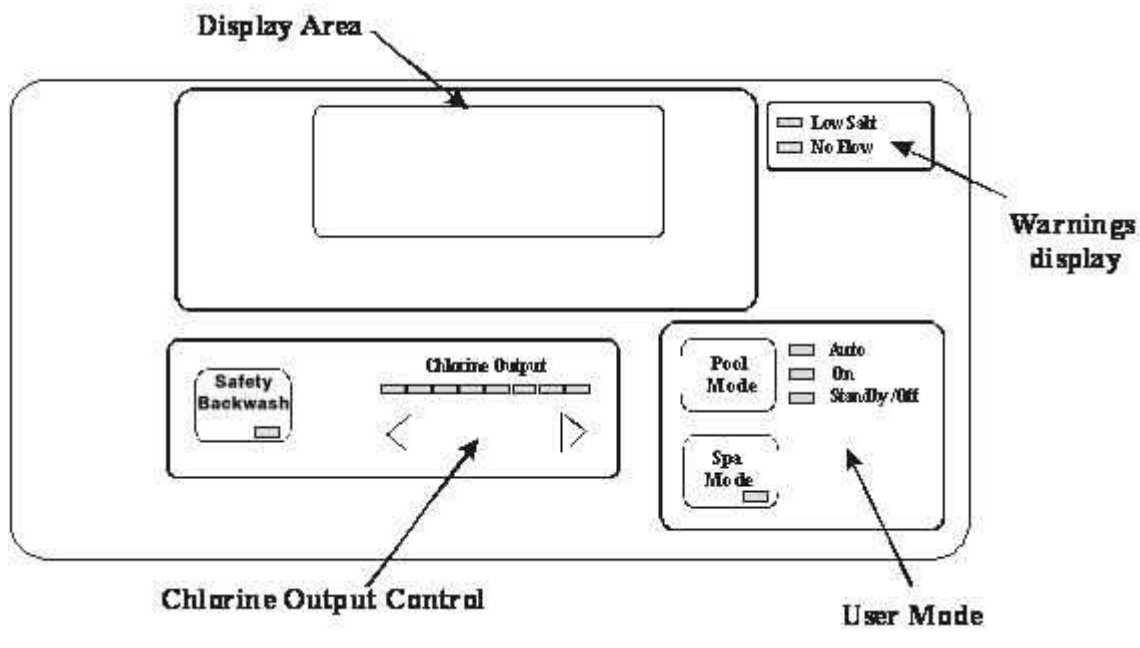 Display Area
Low Salt
No Flow
Warnings
display
Safety
Backwash
Chlorine Output
Pool
Mode
Auto
On
StandBy/Off
Spa
Mode
Chlorine Output Control
User Mode